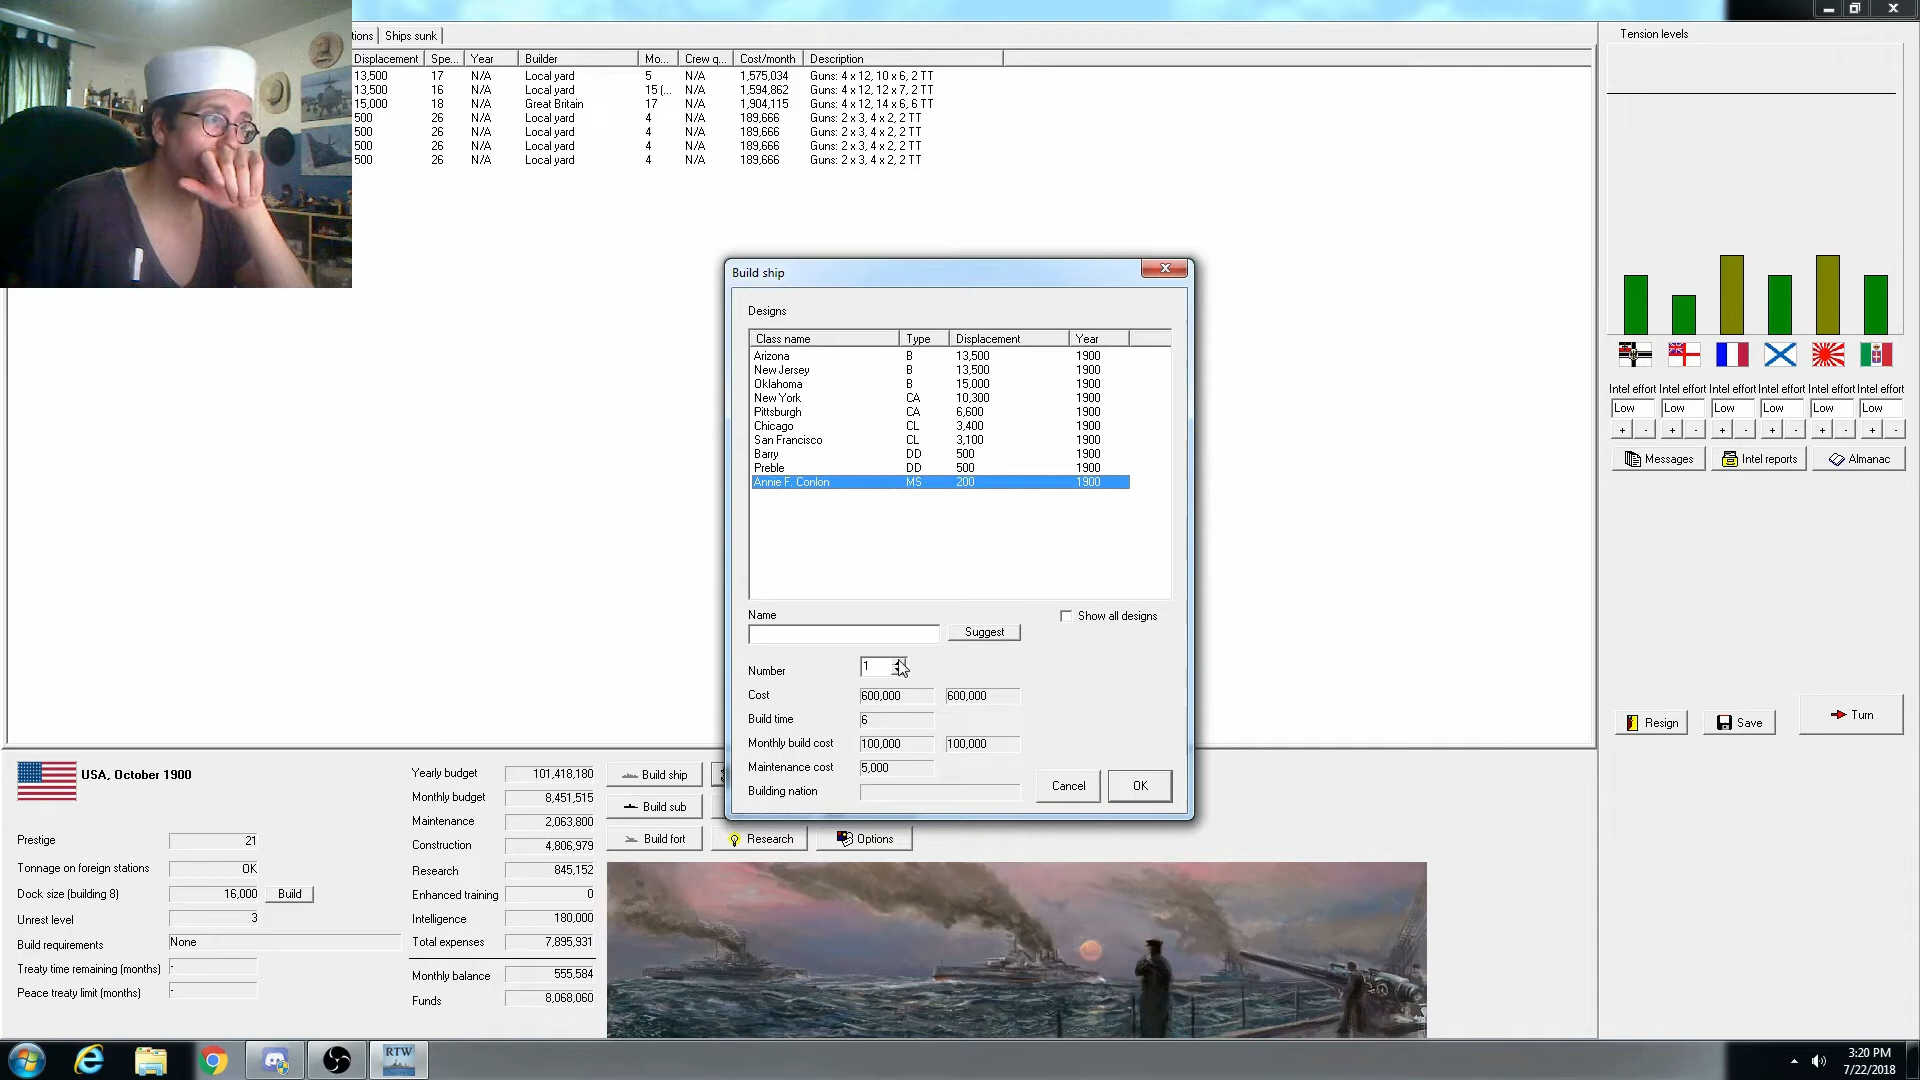 tions Ships sunk
Displacement Spe... Year Builder Mo... Crew q... Cost/month Description
13,500 17 N/A Local yard 5 N/A 1,575,034 Guns: 4 x 12, 10 x 6, 2 TT
13,500 16 N/A Local yard 15 (... N/A 1,594,862 Guns: 4 x 12, 12 x 7, 2 TT
15,000 18 N/A Great Britain 17 N/A 1,904,115 Guns: 4 x 12, 14 x 6, 6 TT
500 26 N/A Local yard 4 N/A 189,666 Guns: 2 x 3, 4 x 2, 2 TT
500 26 N/A Local yard 4 N/A 189,666 Guns: 2 x 3, 4 x 2, 2 TT
500 26 N/A Local yard 4 N/A 189,666 Guns: 2 x 3, 4 x 2, 2 TT
500 26 N/A Local yard 4 N/A 189,666 Guns: 2 x 3, 4 x 2, 2 TT
Build ship
Designs
Class name Type Displacement Year
Arizona B 13,500 1900
New Jersey B 13,500 1900
Oklahoma B 15,000 1900
New York CA 10,300 1900
Pittsburgh CA 6,600 1900
Chicago CL 3,400 1900
San Francisco CL 3,100 1900
Barry DD 500 1900
Preble DD 500 1900
Annie F. Conlon MS 200 1900
Name
Show all designs
Suggest
Number 1
Cost 600,000 600,000
Build time 6
Monthly build cost 100,000 100,000
Maintenance cost 5,000
Building nation
Cancel OK
Tension levels
Intel effort Intel effort Intel effort Intel effort Intel effort Intel effort
Low Low Low Low Low Low
+ - + - + - + - + - + -
Messages Intel reports Almanac
Resign Save Turn
USA, October 1900
Prestige 21
Tonnage on foreign stations OK
Dock size (building 8) 16,000 Build
Unrest level 3
Build requirements None
Treaty time remaining (months) -
Peace treaty limit (months) -
Yearly budget 101,418,180
Monthly budget 8,451,515
Maintenance 2,063,800
Construction 4,806,979
Research 845,152
Enhanced training 0
Intelligence 180,000
Total expenses 7,895,931
Monthly balance 555,584
Funds 8,068,060
Build ship
Build sub
Build fort Research Options
RTW
3:20 PM
7/22/2018